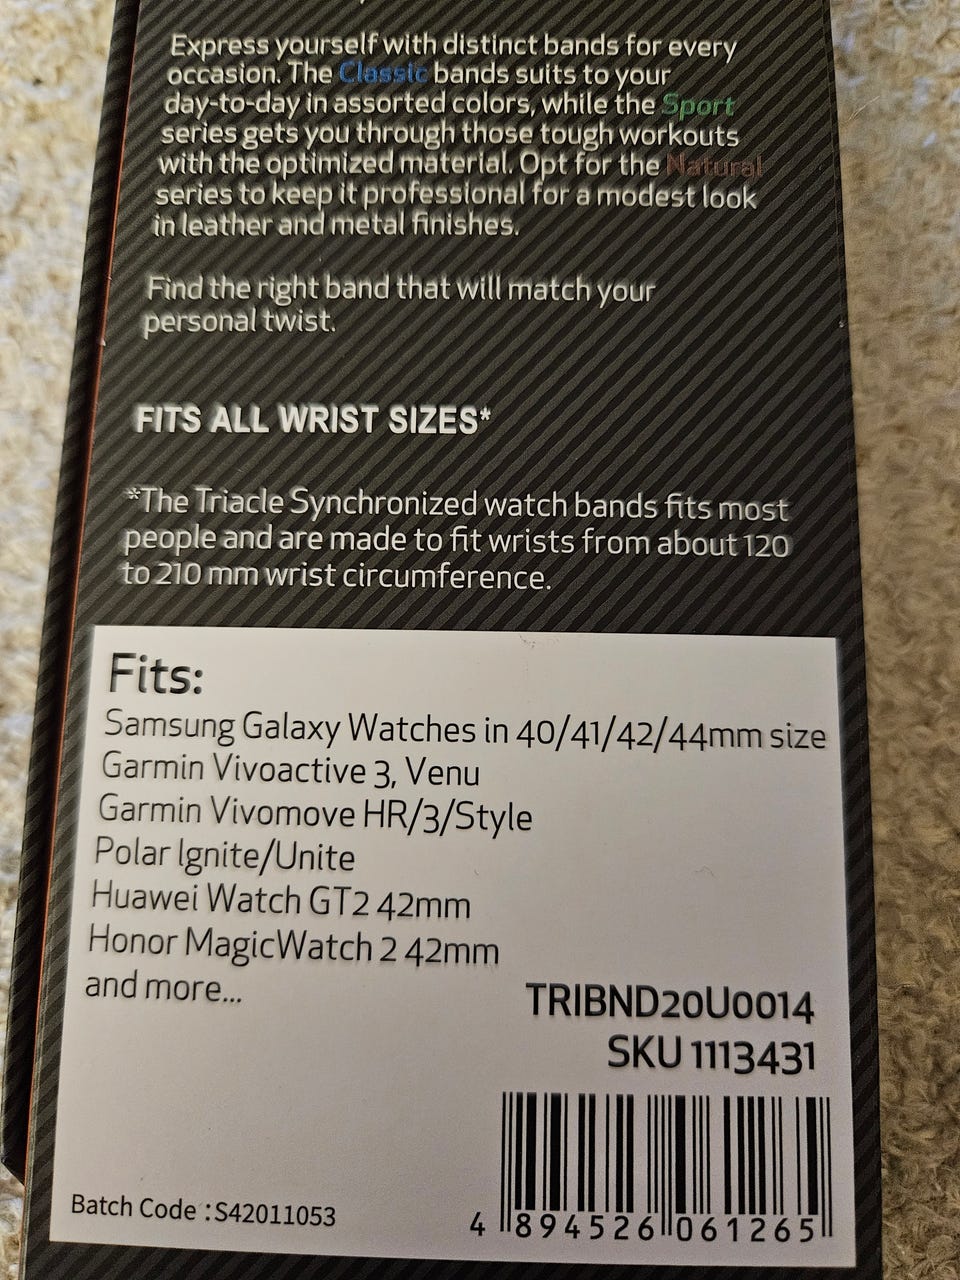 Express yourself with distinct bands for every
occasion. The Classic bands suits to your
day-to-day in assorted colors, while the Sport
series gets you through those tough workouts
with the optimized material. Opt for the Natural
series to keep it professional for a modest look
in leather and metal finishes.
Find the right band that will match your
personal twist.
FITS ALL WRIST SIZES*
*The Triacle Synchronized watch bands fits most
people and are made to fit wrists from about 120
to 210 mm wrist circumference.
Fits:
Samsung Galaxy Watches in 40/41/42/44mm size
Garmin Vivoactive 3, Venu
Garmin Vivomove HR/3/Style
Polar Ignite/Unite
Huawei Watch GT2 42mm
Honor MagicWatch 2 42mm
and more...
TRIBND20U0014
SKU 1113431
Batch Code :S42011053
4 894526 061265